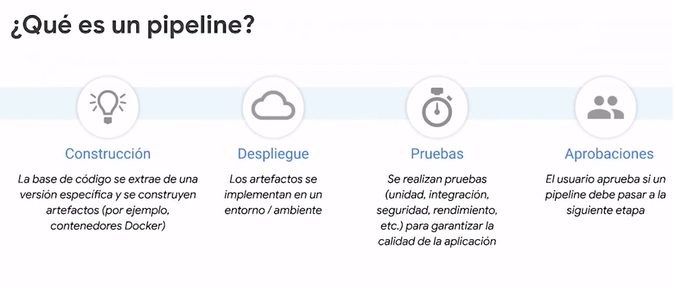 ¿Qué es un pipeline?
Construcción
La base de código se extrae de una
versión específica y se construyen
artefactos (por ejemplo,
contenedores Docker)
Despliegue
Los artefactos se
implementan en un
entorno / ambiente
Pruebas
Se realizan pruebas
(unidad, integración,
seguridad, rendimiento,
etc.) para garantizar la
calidad de la aplicación
Aprobaciones
El usuario aprueba si un
pipeline debe pasar a la
siguiente etapa